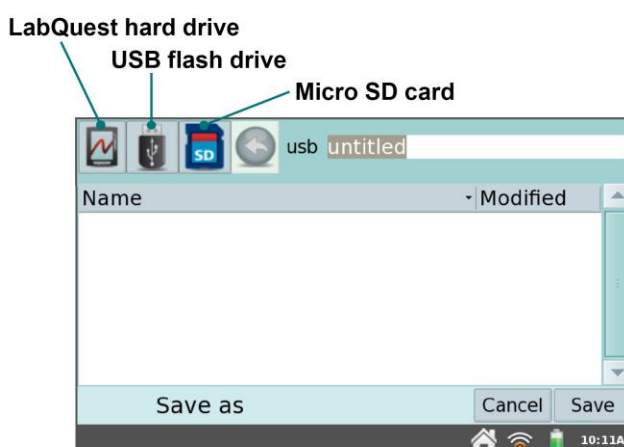 LabQuest hard drive
USB flash drive
Micro SD card
SD
usb untitled
Name Modified
Save as Cancel Save
10:11A